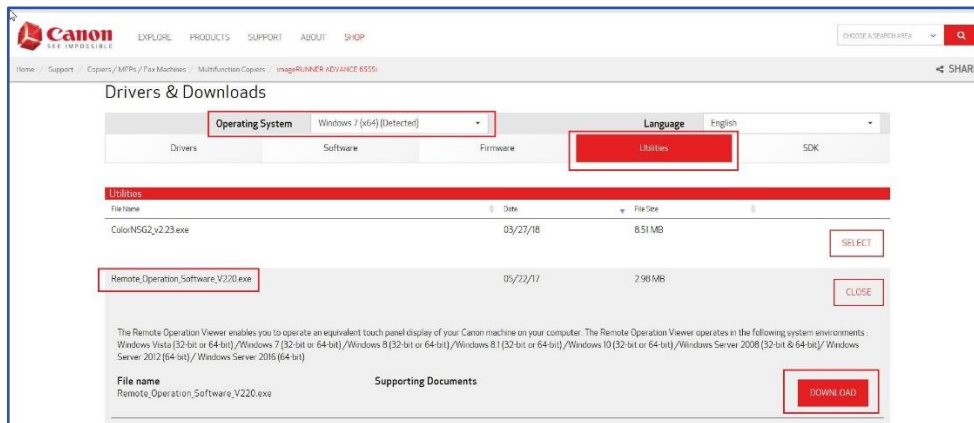 Canon
SEE IMPOSSIBLE
EXPLORE PRODUCTS SUPPORT ABOUT SHOP
CHOOSE A SEARCH AREA
Home / Support / Copiers / MFPs / Fax Machines / Multifunction Copiers / imageRUNNER ADVANCE 6555i
SHARE
Drivers & Downloads
Operating System Windows 7 (x64) (Detected) Language English
Drivers Software Firmware Utilities SDK
Utilities
File Name Date File Size
ColorNSG2_v2.23.exe 03/27/18 8.51 MB
SELECT
Remote_Operation_Software_V220.exe 05/22/17 2.98 MB
CLOSE
The Remote Operation Viewer enables you to operate an equivalent touch panel display of your Canon machine on your computer. The Remote Operation Viewer operates in the following system environments :
Windows Vista (32-bit or 64-bit) /Windows 7 (32-bit or 64-bit) /Windows 8 (32-bit or 64-bit) /Windows 8.1 (32-bit or 64-bit) /Windows 10 (32-bit or 64-bit) /Windows Server 2008 (32-bit & 64-bit)/ Windows
Server 2012 (64-bit) / Windows Server 2016 (64-bit)
File name Supporting Documents
Remote_Operation_Software_V220.exe
DOWNLOAD